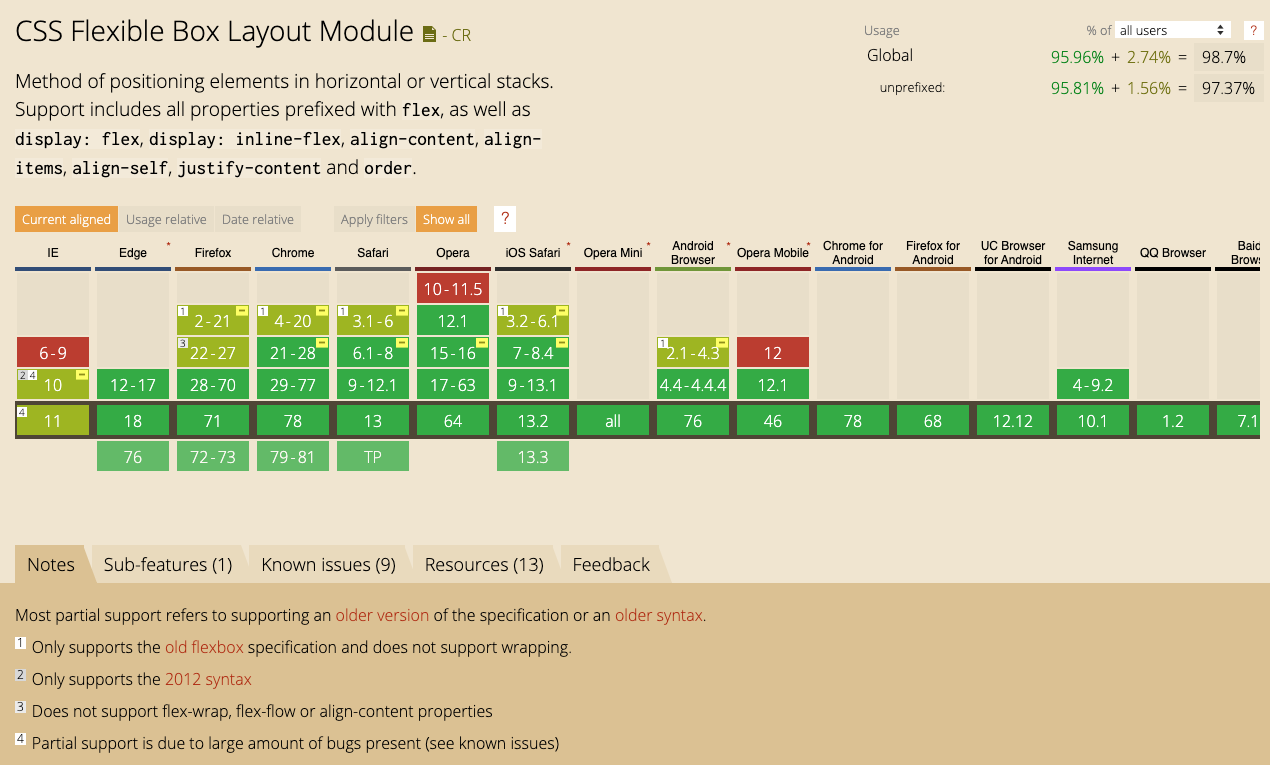 CSS Flexible Box Layout Module - CR
Usage % of all users ?
Global 95.96% + 2.74% = 98.7%
unprefixed: 95.81% + 1.56% = 97.37%
Method of positioning elements in horizontal or vertical stacks.
Support includes all properties prefixed with flex, as well as
display: flex, display: inline-flex, align-content, align-
items, align-self, justify-content and order.
Current aligned Usage relative Date relative Apply filters Show all ?
IE Edge * Firefox Chrome Safari Opera iOS Safari * Opera Mini * Android Browser * Opera Mobile * Chrome for Android Firefox for Android UC Browser for Android Samsung Internet QQ Browser Baid Brows
10-11.5
1 2-21 1 4-20 1 3.1-6 12.1 1 3.2-6.1
6-9 3 22-27 21-28 6.1-8 15-16 7-8.4 1 2.1-4.3 12
2 4 10 12-17 28-70 29-77 9-12.1 17-63 9-13.1 4.4-4.4.4 12.1 4-9.2
4 11 18 71 78 13 64 13.2 all 76 46 78 68 12.12 10.1 1.2 7.1
76 72-73 79-81 TP 13.3
Notes Sub-features (1) Known issues (9) Resources (13) Feedback
Most partial support refers to supporting an older version of the specification or an older syntax.
1 Only supports the old flexbox specification and does not support wrapping.
2 Only supports the 2012 syntax
3 Does not support flex-wrap, flex-flow or align-content properties
4 Partial support is due to large amount of bugs present (see known issues)